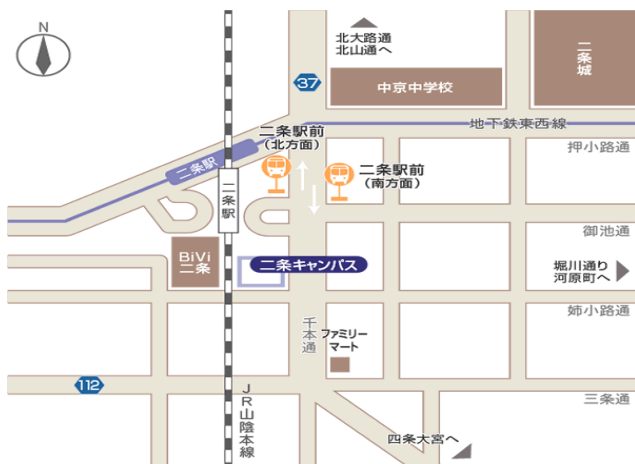 N
北大路通
北山通へ
二条城
37
中京中学校
地下鉄東西線
二条駅前
(北方面)
押小路通
二条駅
二条駅前
(南方面)
二条駅
御池通
BiVi
二条
二条キャンパス
堀川通り
河原町へ
姉小路通
千本通
ファミリー
マート
112
三条通
JR山陰本線
四条大宮へ